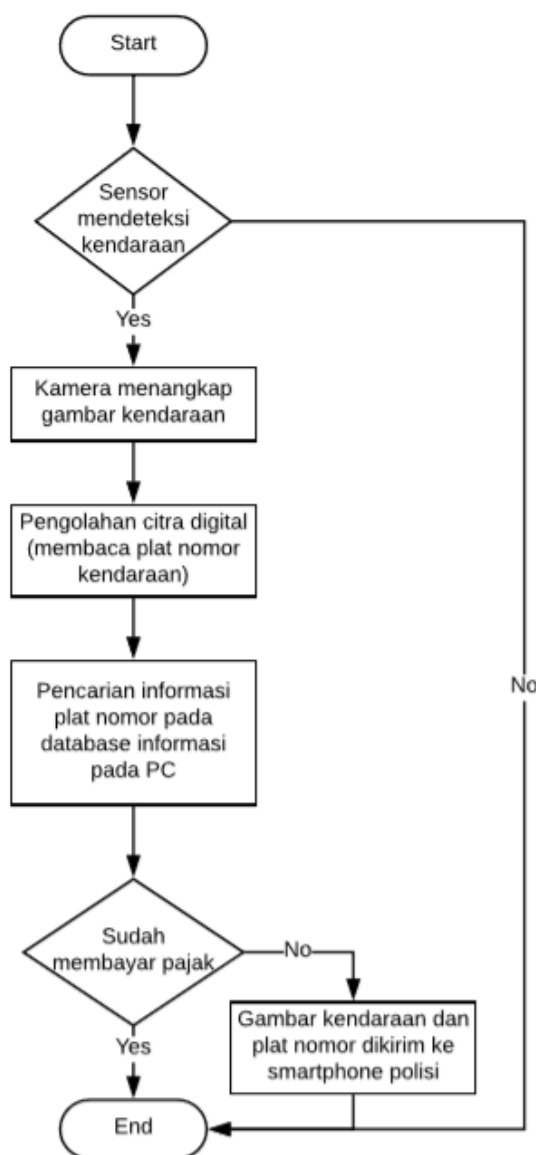 Start
Sensor
mendeteksi
kendaraan
Yes
Kamera menangkap
gambar kendaraan
Pengolahan citra digital
(membaca plat nomor
kendaraan)
Pencarian informasi
plat nomor pada
database informasi
pada PC
No
Sudah
membayar pajak
No
Gambar kendaraan dan
plat nomor dikirim ke
smartphone polisi
Yes
End